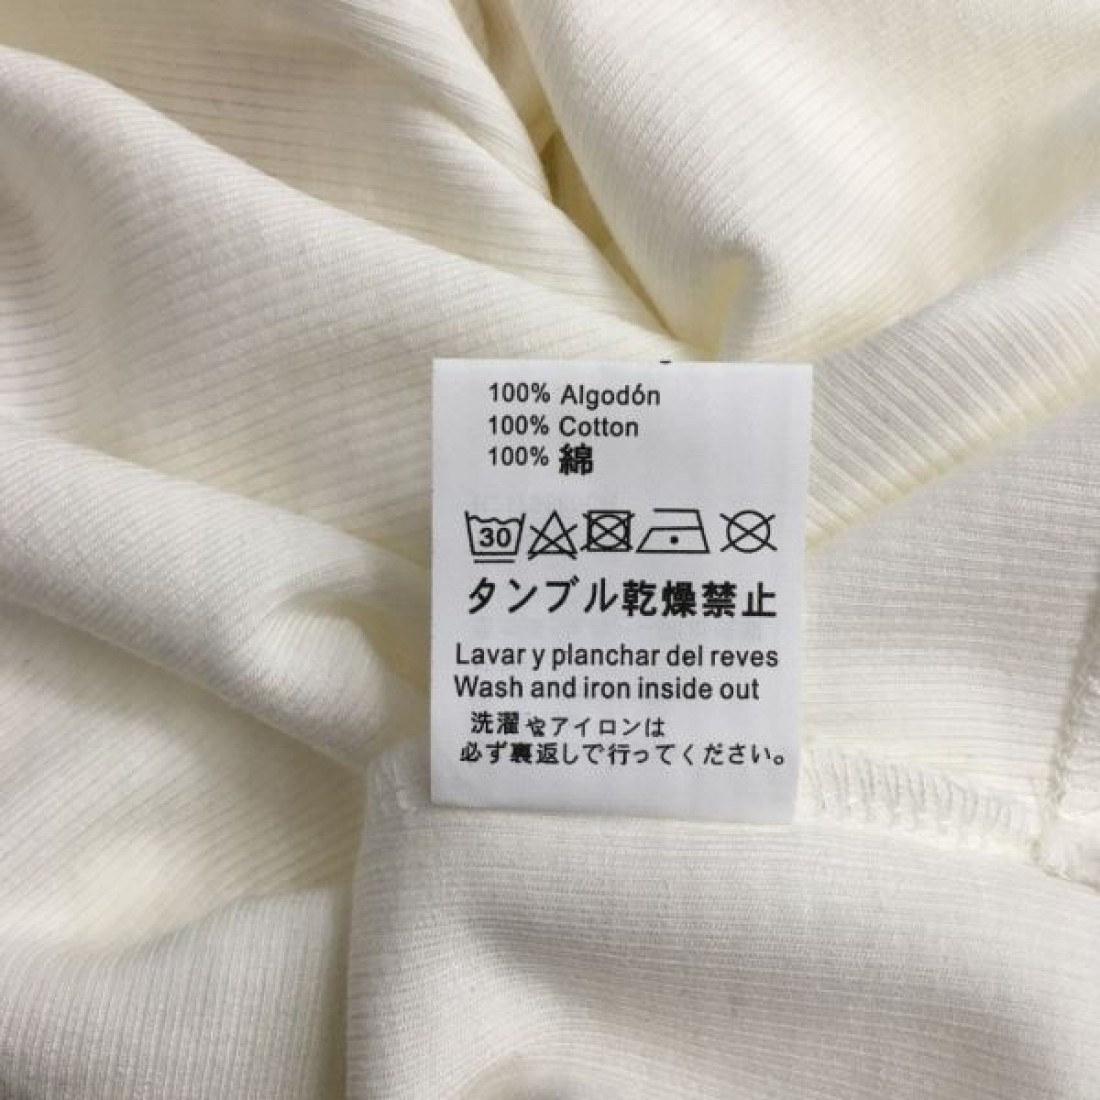 100% Algodón
100% Cotton
100% 綿
30
タンブル乾燥禁止
Lavar y planchar del reves
Wash and iron inside out
洗濯やアイロンは
必ず裏返しで行ってください。